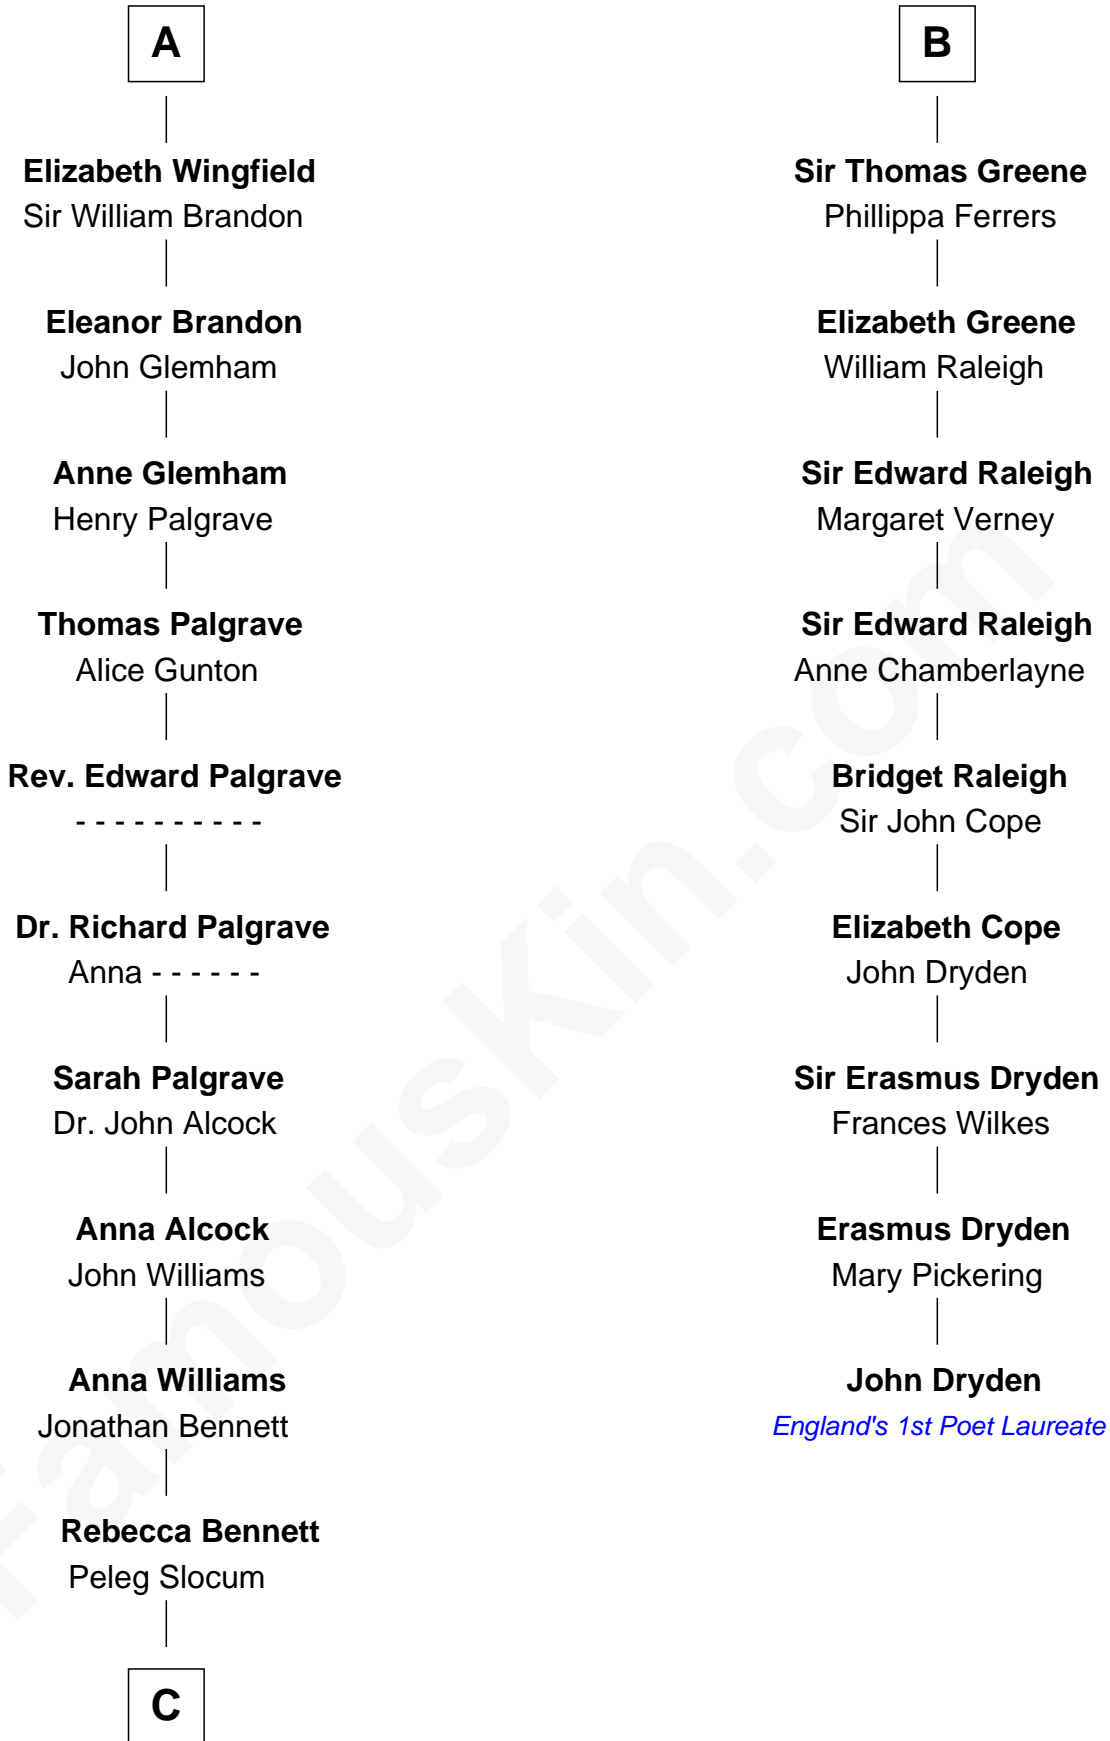 A
Elizabeth Wingfield
Sir William Brandon
Eleanor Brandon
John Glemham
Anne Glemham
Henry Palgrave
Thomas Palgrave
Alice Gunton
Rev. Edward Palgrave
- - - - - - - - - -
Dr. Richard Palgrave
Anna - - - - - -
Sarah Palgrave
Dr. John Alcock
Anna Alcock
John Williams
Anna Williams
Jonathan Bennett
Rebecca Bennett
Peleg Slocum
C
B
Sir Thomas Greene
Phillippa Ferrers
Elizabeth Greene
William Raleigh
Sir Edward Raleigh
Margaret Verney
Sir Edward Raleigh
Anne Chamberlayne
Bridget Raleigh
Sir John Cope
Elizabeth Cope
John Dryden
Sir Erasmus Dryden
Frances Wilkes
Erasmus Dryden
Mary Pickering
John Dryden
England's 1st Poet Laureate
FamousKin.com